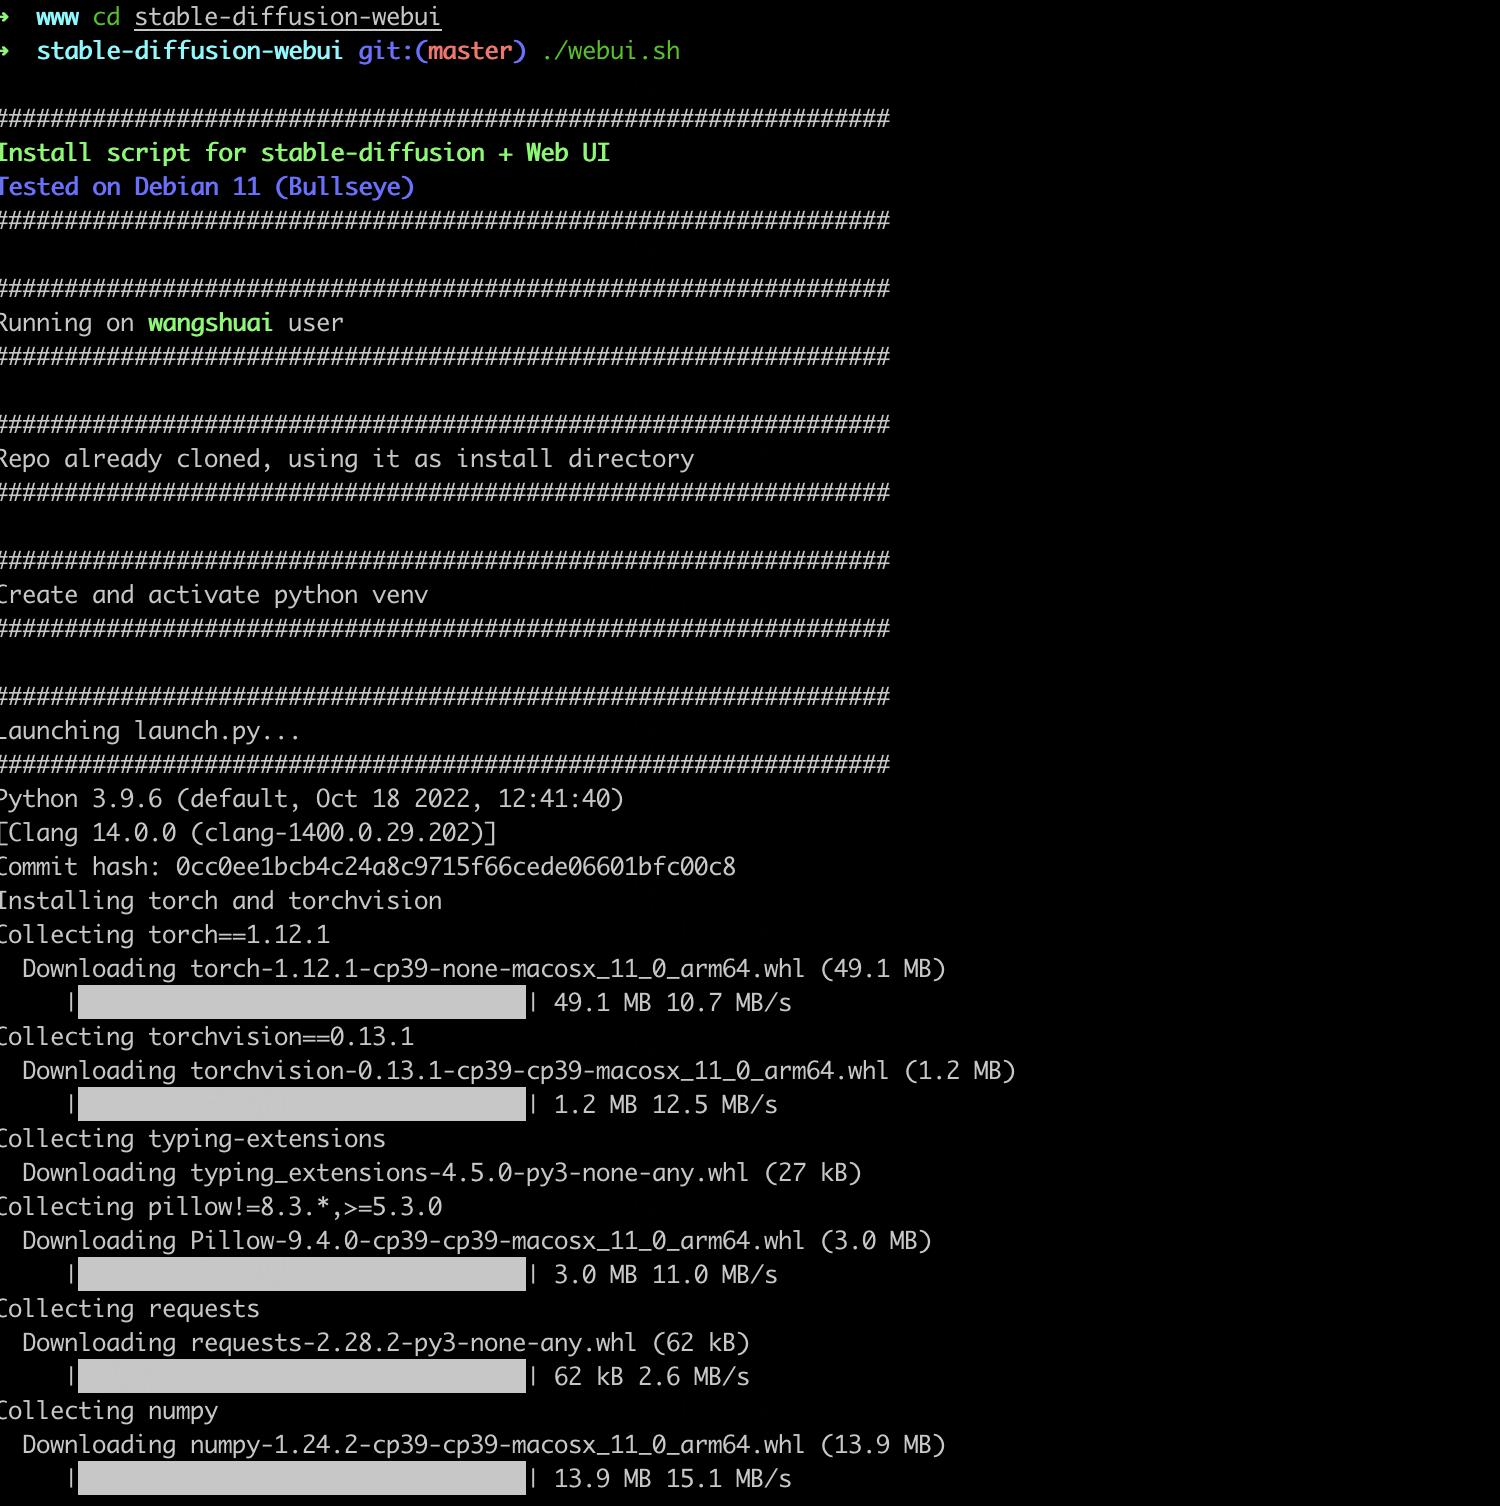 ➜  www cd stable-diffusion-webui
➜  stable-diffusion-webui git:(master) ./webui.sh
################################################################
Install script for stable-diffusion + Web UI
Tested on Debian 11 (Bullseye)
################################################################
################################################################
Running on wangshuai user
################################################################
################################################################
Repo already cloned, using it as install directory
################################################################
################################################################
Create and activate python venv
################################################################
################################################################
Launching launch.py...
################################################################
Python 3.9.6 (default, Oct 18 2022, 12:41:40)
[Clang 14.0.0 (clang-1400.0.29.202)]
Commit hash: 0cc0ee1bcb4c24a8c9715f66cede06601bfc00c8
Installing torch and torchvision
Collecting torch==1.12.1
  Downloading torch-1.12.1-cp39-none-macosx_11_0_arm64.whl (49.1 MB)
     |████████████████████████████████| 49.1 MB 10.7 MB/s
Collecting torchvision==0.13.1
  Downloading torchvision-0.13.1-cp39-cp39-macosx_11_0_arm64.whl (1.2 MB)
     |████████████████████████████████| 1.2 MB 12.5 MB/s
Collecting typing-extensions
  Downloading typing_extensions-4.5.0-py3-none-any.whl (27 kB)
Collecting pillow!=8.3.*,>=5.3.0
  Downloading Pillow-9.4.0-cp39-cp39-macosx_11_0_arm64.whl (3.0 MB)
     |████████████████████████████████| 3.0 MB 11.0 MB/s
Collecting requests
  Downloading requests-2.28.2-py3-none-any.whl (62 kB)
     |████████████████████████████████| 62 kB 2.6 MB/s
Collecting numpy
  Downloading numpy-1.24.2-cp39-cp39-macosx_11_0_arm64.whl (13.9 MB)
     |████████████████████████████████| 13.9 MB 15.1 MB/s